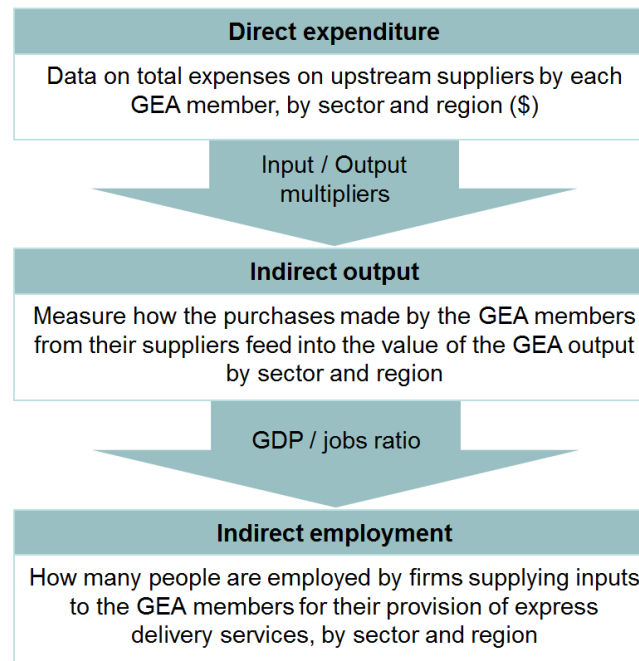 Direct expenditure
Data on total expenses on upstream suppliers by each
GEA member, by sector and region ($)
Input / Output
multipliers
Indirect output
Measure how the purchases made by the GEA members
from their suppliers feed into the value of the GEA output
by sector and region
GDP / jobs ratio
Indirect employment
How many people are employed by firms supplying inputs
to the GEA members for their provision of express
delivery services, by sector and region